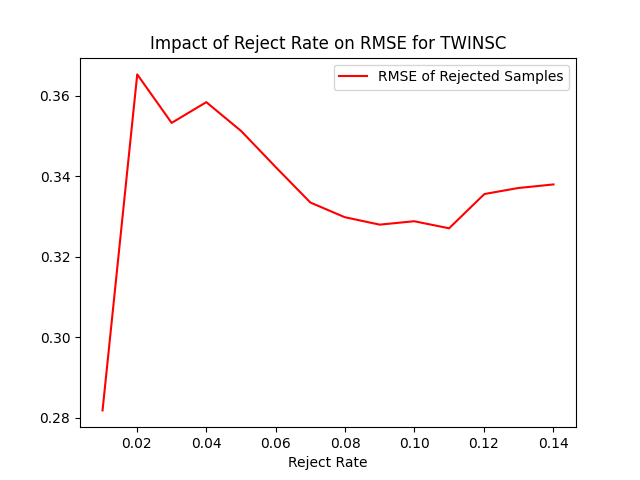 Impact of Reject Rate on RMSE for TWINSC
RMSE of Rejected Samples
0.36
0.34
0.32
0.30
0.28
0.02 0.04 0.06 0.08 0.10 0.12 0.14
Reject Rate